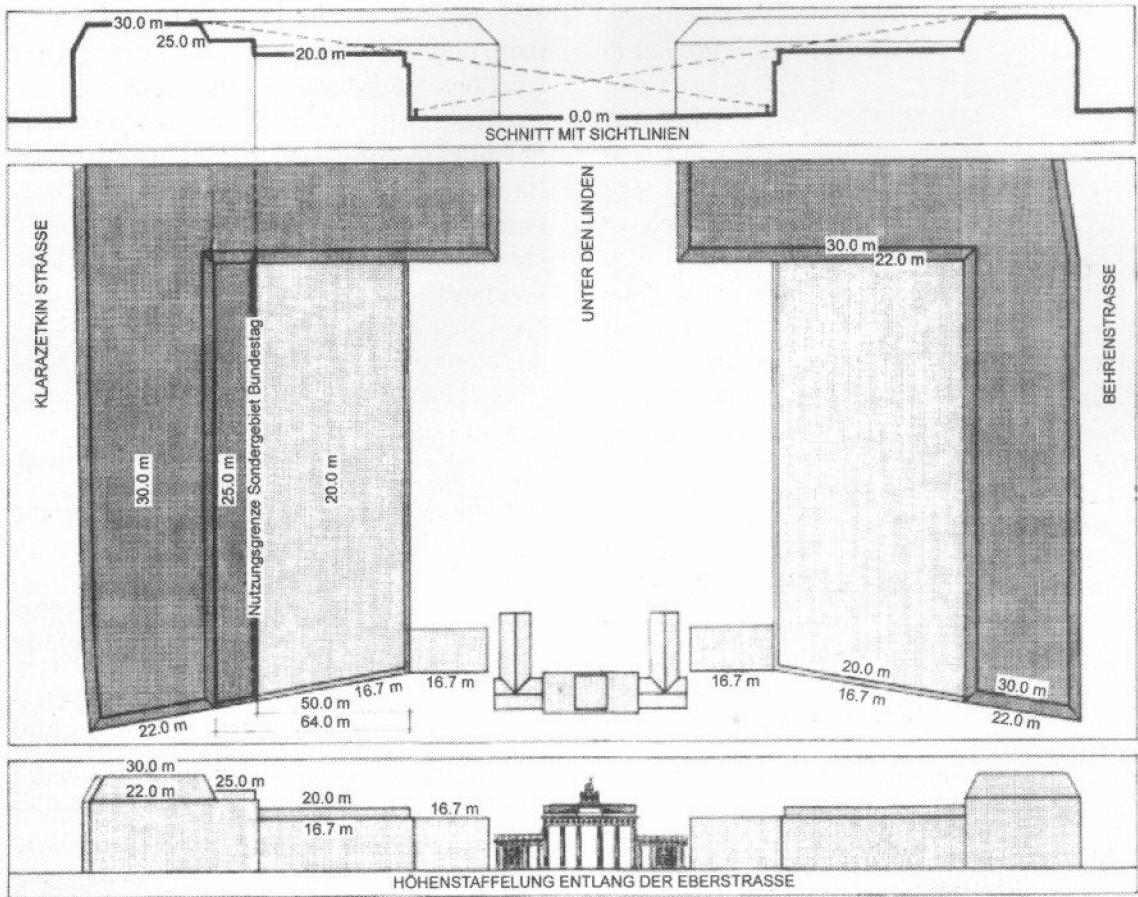 30.0 m
25.0 m
20.0 m
0.0 m
SCHNITT MIT SICHTLINIEN
KLARAZETKIN STRASSE
UNTER DEN LINDEN
BEHRENSTRASSE
30.0 m
22.0 m
30.0 m
25.0 m
Nutzungsgrenze Sondergebiet Bundestag
20.0 m
16.7 m
16.7 m
50.0 m
64.0 m
22.0 m
16.7 m
20.0 m
16.7 m
30.0 m
22.0 m
30.0 m
22.0 m
25.0 m
20.0 m
16.7 m
16.7 m
HÖHENSTAFFELUNG ENTLANG DER EBERSTRASSE